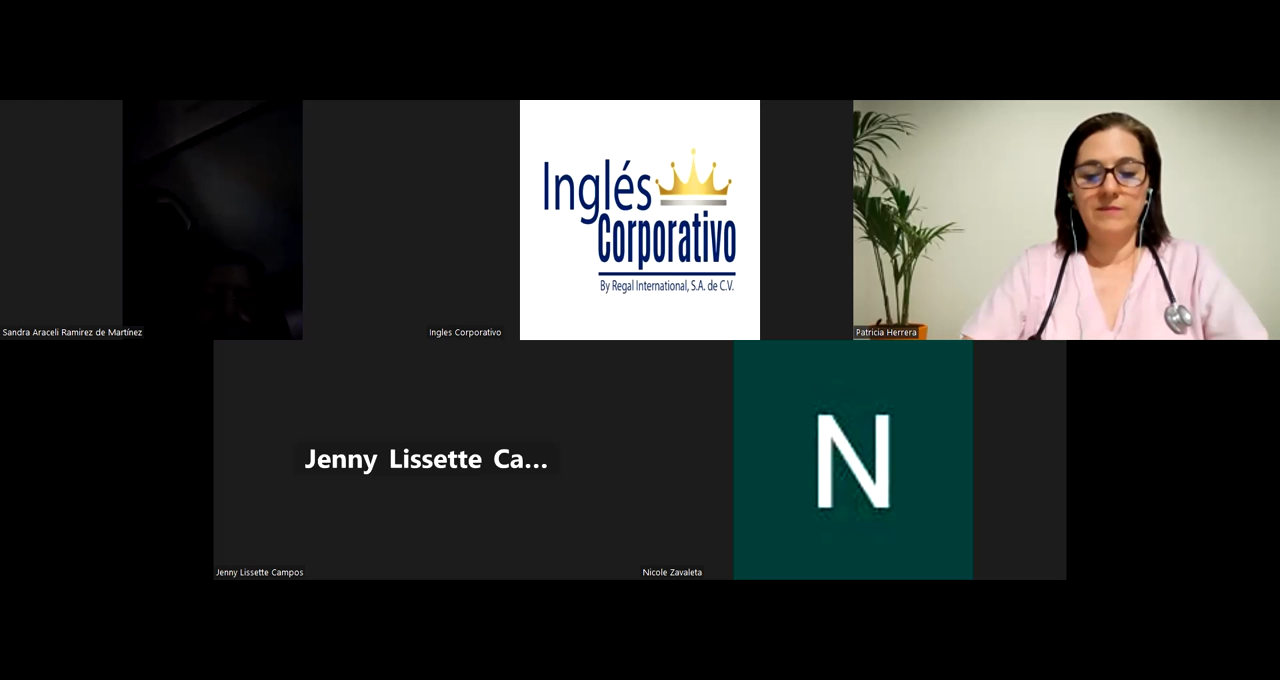 Inglés
Corporativo
By Regal International, S.A. de C.V.
Sandra Araceli Ramirez de Martínez
Ingles Corporativo
Patricia Herrera
Jenny Lissette Ca...
N
Jenny Lissette Campos
Nicole Zavaleta